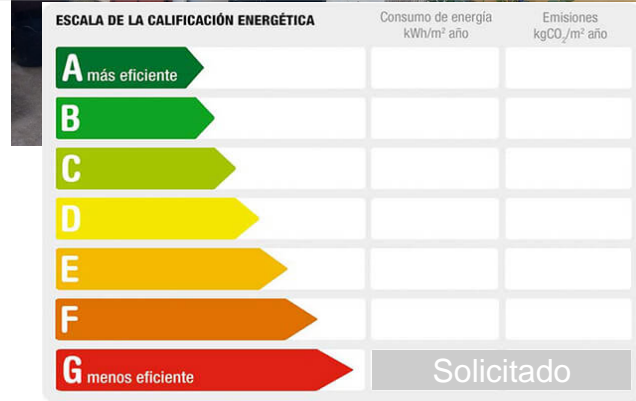 ESCALA DE LA CALIFICACIÓN ENERGÉTICA
Consumo de energía
kWh/m² año
Emisiones
kgCO₂/m² año
A más eficiente
B
C
D
E
F
G menos eficiente
Solicitado